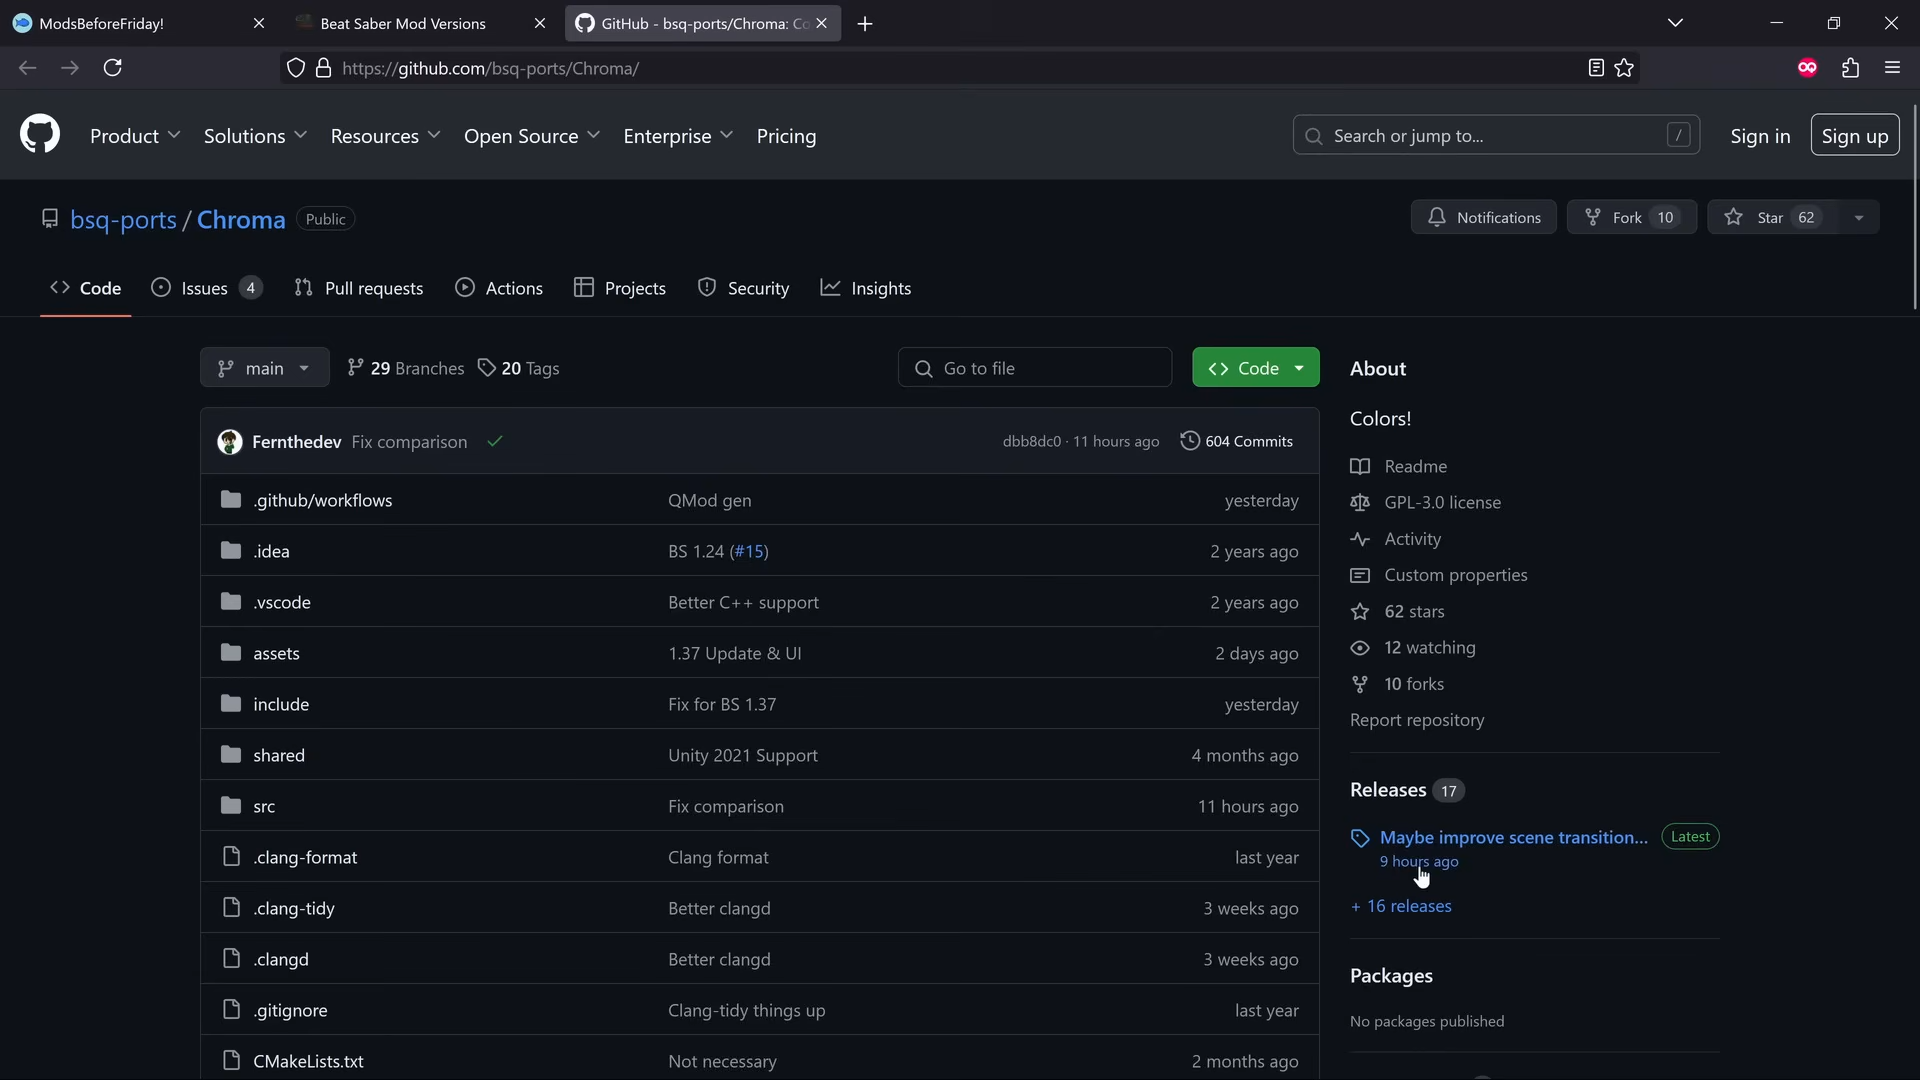 ModsBeforeFriday!
Beat Saber Mod Versions
GitHub - bsq-ports/Chroma: Co
https://github.com/bsq-ports/Chroma/
Product
Solutions
Resources
Open Source
Enterprise
Pricing
Search or jump to...
/
Sign in
Sign up
bsq-ports / Chroma
Public
Notifications
Fork 10
Star 62
Code
Issues 4
Pull requests
Actions
Projects
Security
Insights
main
29 Branches
20 Tags
Go to file
Code
Fernthedev Fix comparison
dbb8dc0 · 11 hours ago
604 Commits
.github/workflows QMod gen yesterday
.idea BS 1.24 (#15) 2 years ago
.vscode Better C++ support 2 years ago
assets 1.37 Update & UI 2 days ago
include Fix for BS 1.37 yesterday
shared Unity 2021 Support 4 months ago
src Fix comparison 11 hours ago
.clang-format Clang format last year
.clang-tidy Better clangd 3 weeks ago
.clangd Better clangd 3 weeks ago
.gitignore Clang-tidy things up last year
CMakeLists.txt Not necessary 2 months ago
About
Colors!
Readme
GPL-3.0 license
Activity
Custom properties
62 stars
12 watching
10 forks
Report repository
Releases 17
Maybe improve scene transition... Latest
9 hours ago
+ 16 releases
Packages
No packages published